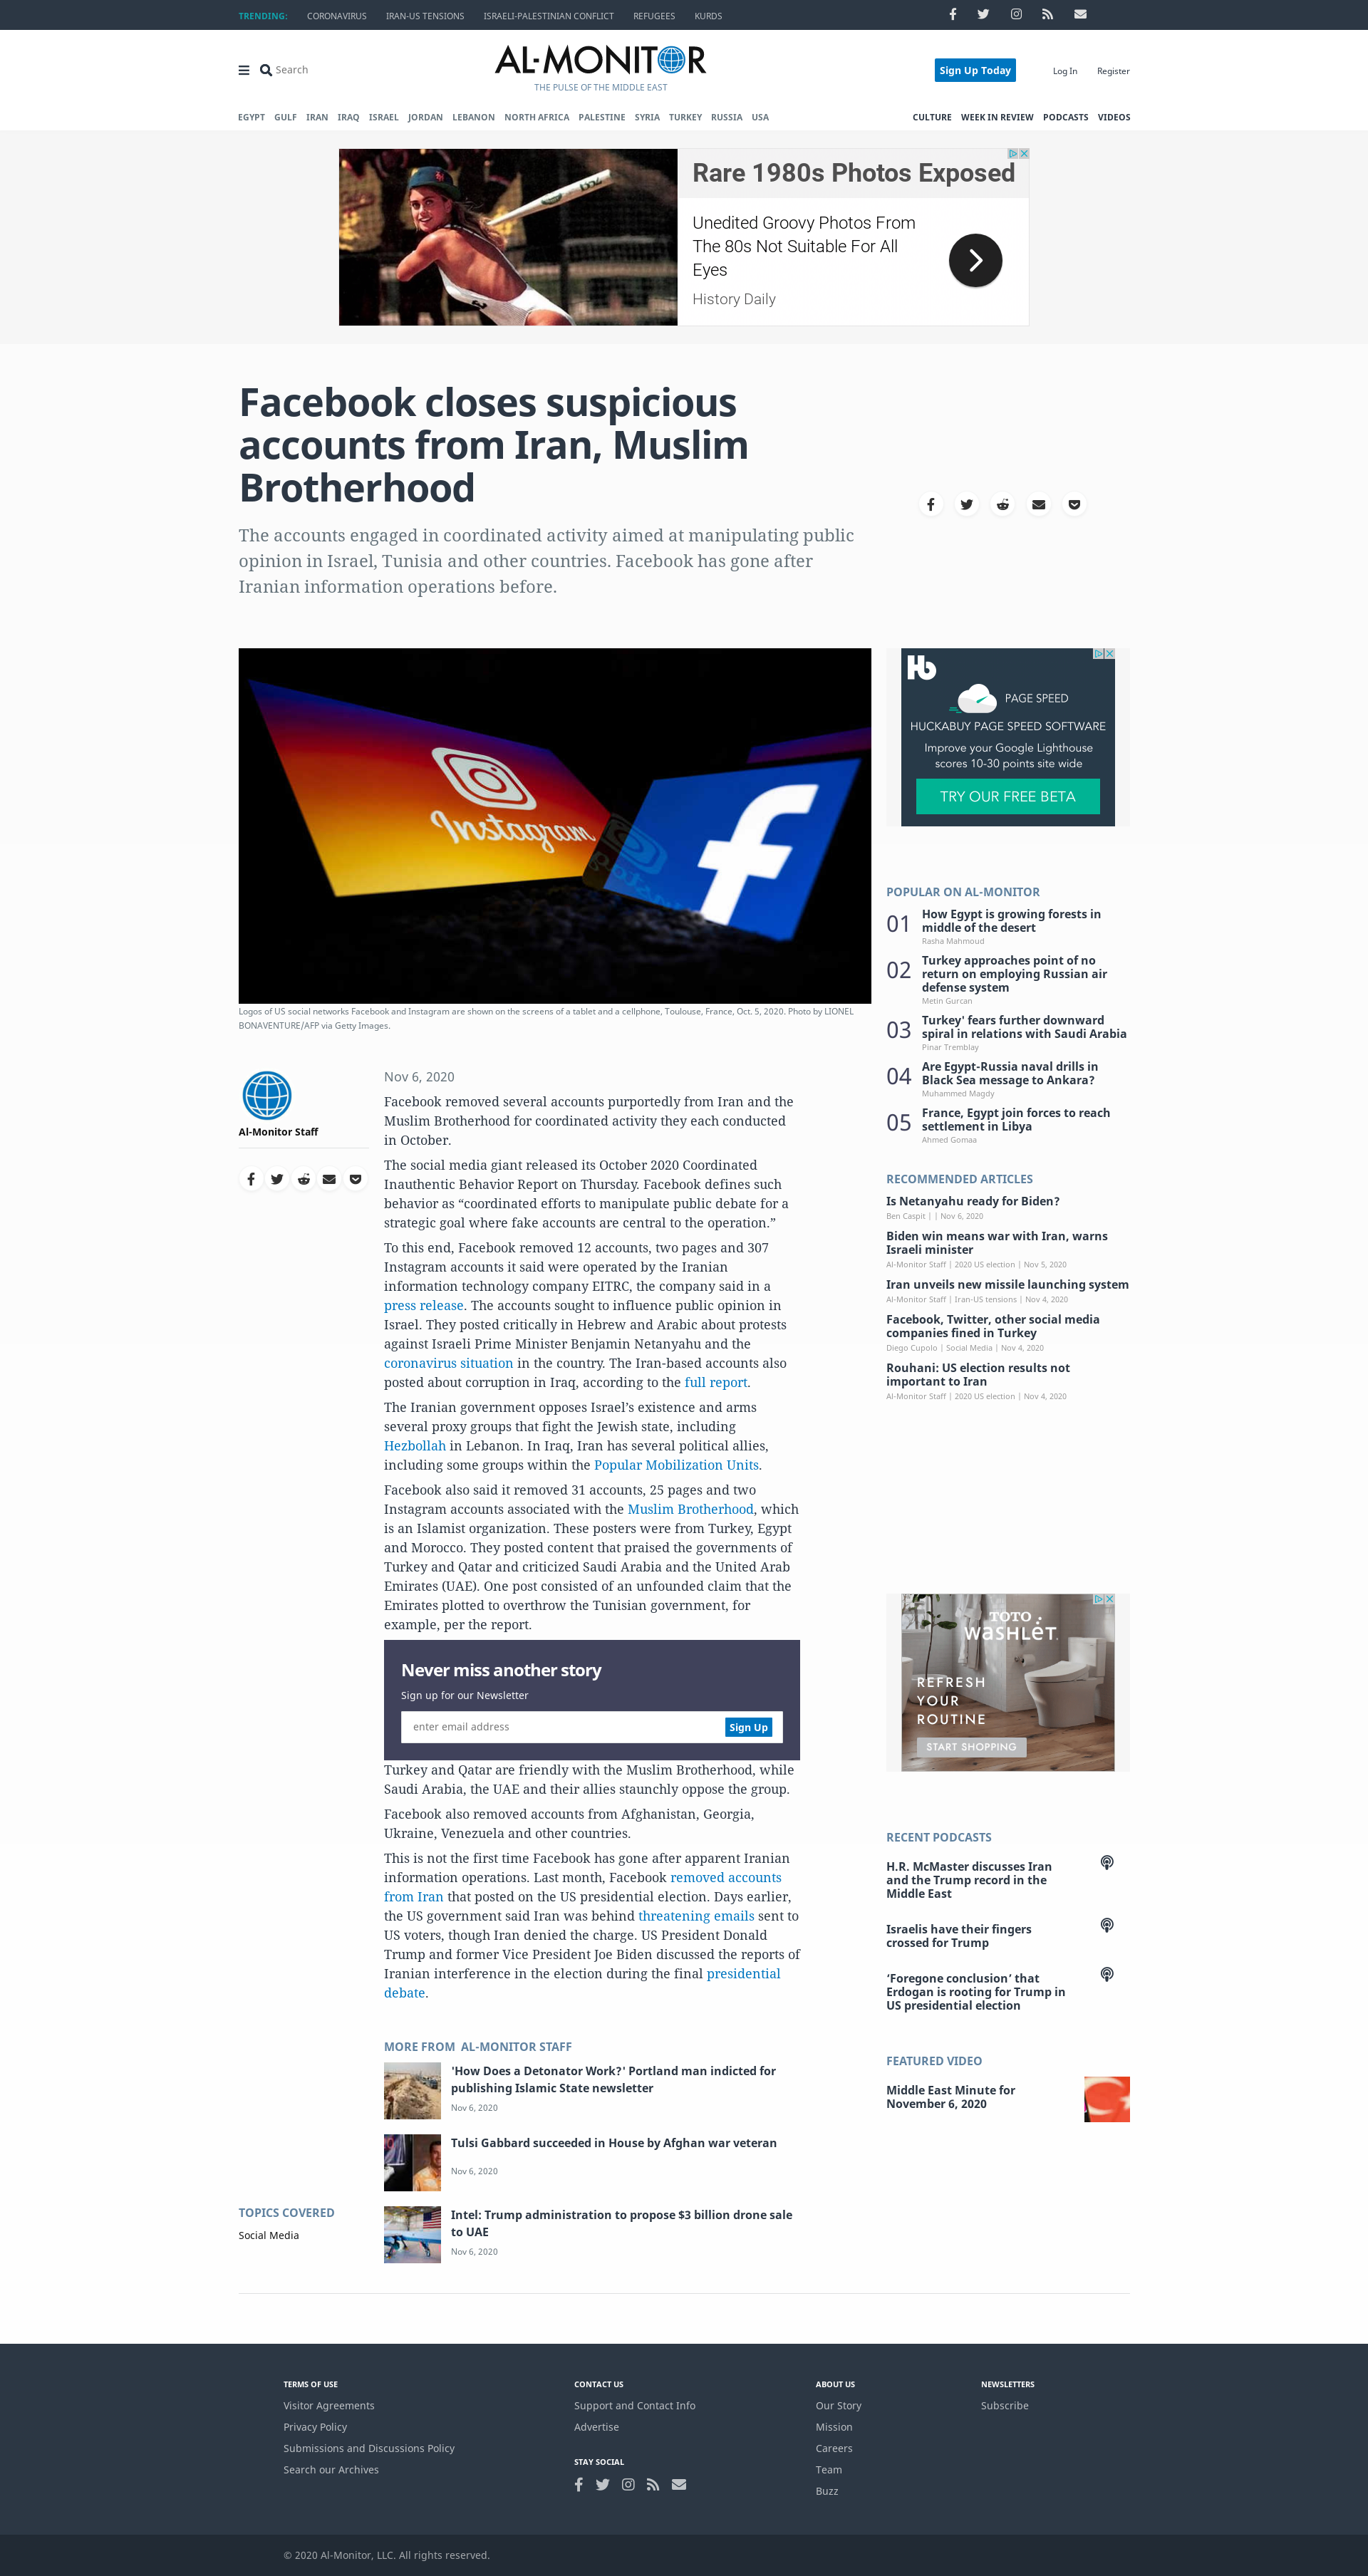 TRENDING: CORONAVIRUS IRAN-US TENSIONS ISRAELI-PALESTINIAN CONFLICT REFUGEES KURDS
Search
AL-MONITOR
THE PULSE OF THE MIDDLE EAST
Sign Up Today
Log In
Register
EGYPT GULF IRAN IRAQ ISRAEL JORDAN LEBANON NORTH AFRICA PALESTINE SYRIA TURKEY RUSSIA USA
CULTURE WEEK IN REVIEW PODCASTS VIDEOS
Rare 1980s Photos Exposed
Unedited Groovy Photos From
The 80s Not Suitable For All
Eyes
History Daily
Facebook closes suspicious
accounts from Iran, Muslim
Brotherhood
The accounts engaged in coordinated activity aimed at manipulating public
opinion in Israel, Tunisia and other countries. Facebook has gone after
Iranian information operations before.
Instagram
Logos of US social networks Facebook and Instagram are shown on the screens of a tablet and a cellphone, Toulouse, France, Oct. 5, 2020. Photo by LIONEL
BONAVENTURE/AFP via Getty Images.
Al-Monitor Staff
Nov 6, 2020
Facebook removed several accounts purportedly from Iran and the
Muslim Brotherhood for coordinated activity they each conducted
in October.
The social media giant released its October 2020 Coordinated
Inauthentic Behavior Report on Thursday. Facebook defines such
behavior as “coordinated efforts to manipulate public debate for a
strategic goal where fake accounts are central to the operation.”
To this end, Facebook removed 12 accounts, two pages and 307
Instagram accounts it said were operated by the Iranian
information technology company EITRC, the company said in a
press release. The accounts sought to influence public opinion in
Israel. They posted critically in Hebrew and Arabic about protests
against Israeli Prime Minister Benjamin Netanyahu and the
coronavirus situation in the country. The Iran-based accounts also
posted about corruption in Iraq, according to the full report.
The Iranian government opposes Israel’s existence and arms
several proxy groups that fight the Jewish state, including
Hezbollah in Lebanon. In Iraq, Iran has several political allies,
including some groups within the Popular Mobilization Units.
Facebook also said it removed 31 accounts, 25 pages and two
Instagram accounts associated with the Muslim Brotherhood, which
is an Islamist organization. These posters were from Turkey, Egypt
and Morocco. They posted content that praised the governments of
Turkey and Qatar and criticized Saudi Arabia and the United Arab
Emirates (UAE). One post consisted of an unfounded claim that the
Emirates plotted to overthrow the Tunisian government, for
example, per the report.
Never miss another story
Sign up for our Newsletter
enter email address
Sign Up
Turkey and Qatar are friendly with the Muslim Brotherhood, while
Saudi Arabia, the UAE and their allies staunchly oppose the group.
Facebook also removed accounts from Afghanistan, Georgia,
Ukraine, Venezuela and other countries.
This is not the first time Facebook has gone after apparent Iranian
information operations. Last month, Facebook removed accounts
from Iran that posted on the US presidential election. Days earlier,
the US government said Iran was behind threatening emails sent to
US voters, though Iran denied the charge. US President Donald
Trump and former Vice President Joe Biden discussed the reports of
Iranian interference in the election during the final presidential
debate.
MORE FROM AL-MONITOR STAFF
'How Does a Detonator Work?' Portland man indicted for
publishing Islamic State newsletter
Nov 6, 2020
Tulsi Gabbard succeeded in House by Afghan war veteran
Nov 6, 2020
Intel: Trump administration to propose $3 billion drone sale
to UAE
Nov 6, 2020
TOPICS COVERED
Social Media
Hb
PAGE SPEED
HUCKABUY PAGE SPEED SOFTWARE
Improve your Google Lighthouse
scores 10-30 points site wide
TRY OUR FREE BETA
POPULAR ON AL-MONITOR
01 How Egypt is growing forests in
middle of the desert
Rasha Mahmoud
02 Turkey approaches point of no
return on employing Russian air
defense system
Metin Gurcan
03 Turkey' fears further downward
spiral in relations with Saudi Arabia
Pinar Tremblay
04 Are Egypt-Russia naval drills in
Black Sea message to Ankara?
Muhammed Magdy
05 France, Egypt join forces to reach
settlement in Libya
Ahmed Gomaa
RECOMMENDED ARTICLES
Is Netanyahu ready for Biden?
Ben Caspit | | Nov 6, 2020
Biden win means war with Iran, warns
Israeli minister
Al-Monitor Staff | 2020 US election | Nov 5, 2020
Iran unveils new missile launching system
Al-Monitor Staff | Iran-US tensions | Nov 4, 2020
Facebook, Twitter, other social media
companies fined in Turkey
Diego Cupolo | Social Media | Nov 4, 2020
Rouhani: US election results not
important to Iran
Al-Monitor Staff | 2020 US election | Nov 4, 2020
TOTO
WASHLET
REFRESH
YOUR
ROUTINE
START SHOPPING
RECENT PODCASTS
H.R. McMaster discusses Iran
and the Trump record in the
Middle East
Israelis have their fingers
crossed for Trump
‘Foregone conclusion’ that
Erdogan is rooting for Trump in
US presidential election
FEATURED VIDEO
Middle East Minute for
November 6, 2020
TERMS OF USE
Visitor Agreements
Privacy Policy
Submissions and Discussions Policy
Search our Archives
CONTACT US
Support and Contact Info
Advertise
STAY SOCIAL
ABOUT US
Our Story
Mission
Careers
Team
Buzz
NEWSLETTERS
Subscribe
© 2020 Al-Monitor, LLC. All rights reserved.